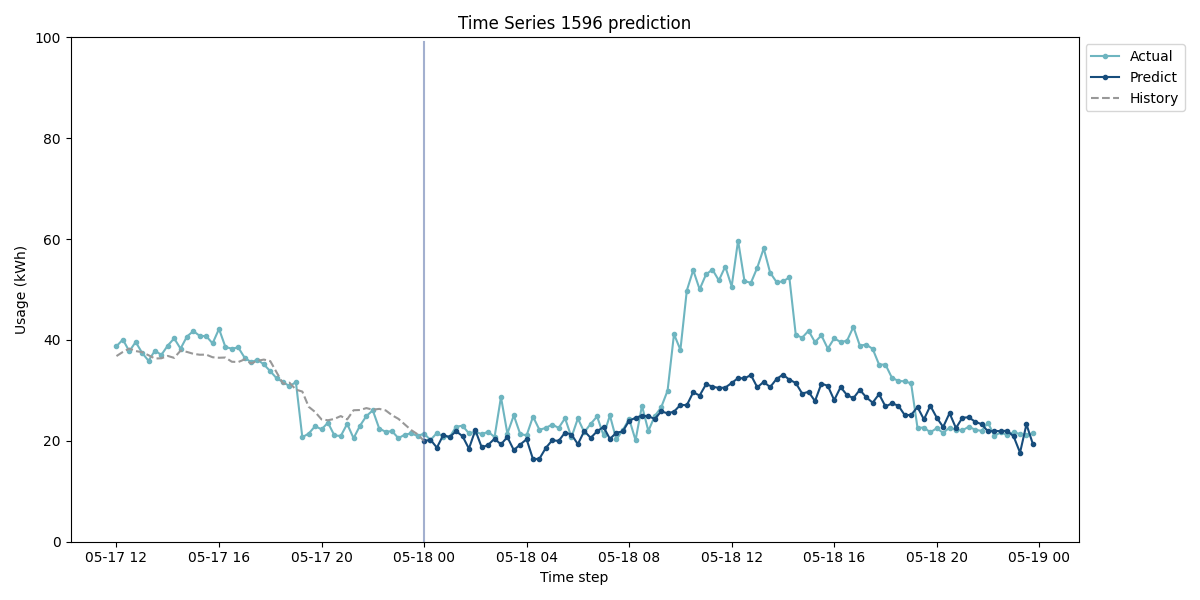 Time Series 1596 prediction
100
80
60
40
20
0
Usage (kWh)
05-17 12
05-17 16
05-17 20
05-18 00
05-18 04
05-18 08
05-18 12
05-18 16
05-18 20
05-19 00
Time step
Actual
Predict
History